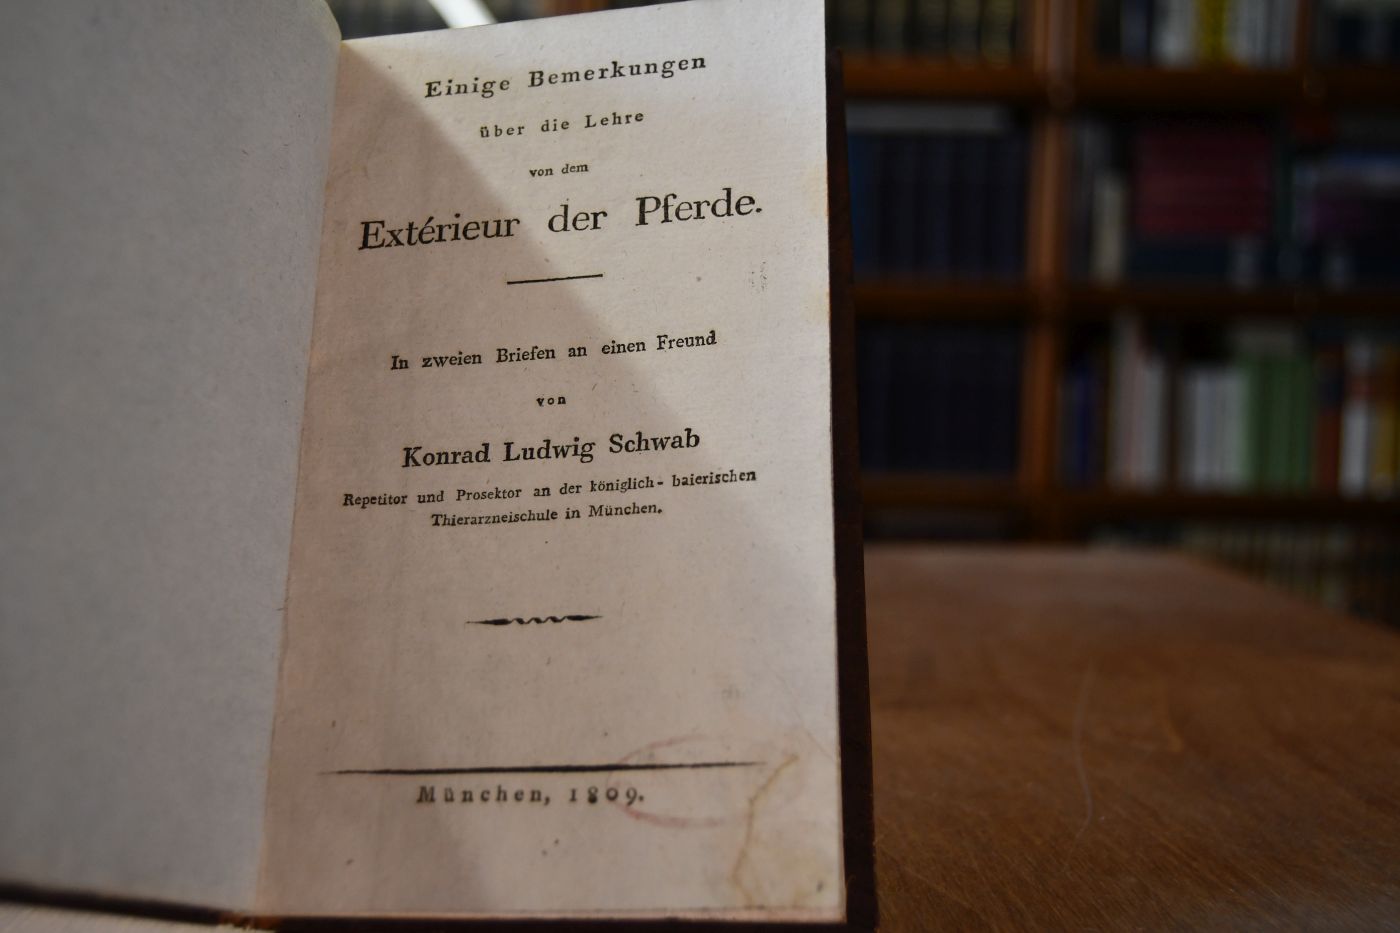 Einige Bemerkungen
über die Lehre
von dem
Extérieur der Pferde.
In zweien Briefen an einen Freund
von
Konrad Ludwig Schwab
Repetitor und Prosektor an der königlich- baierischen
Thierarzneischule in München.
München, 1809.